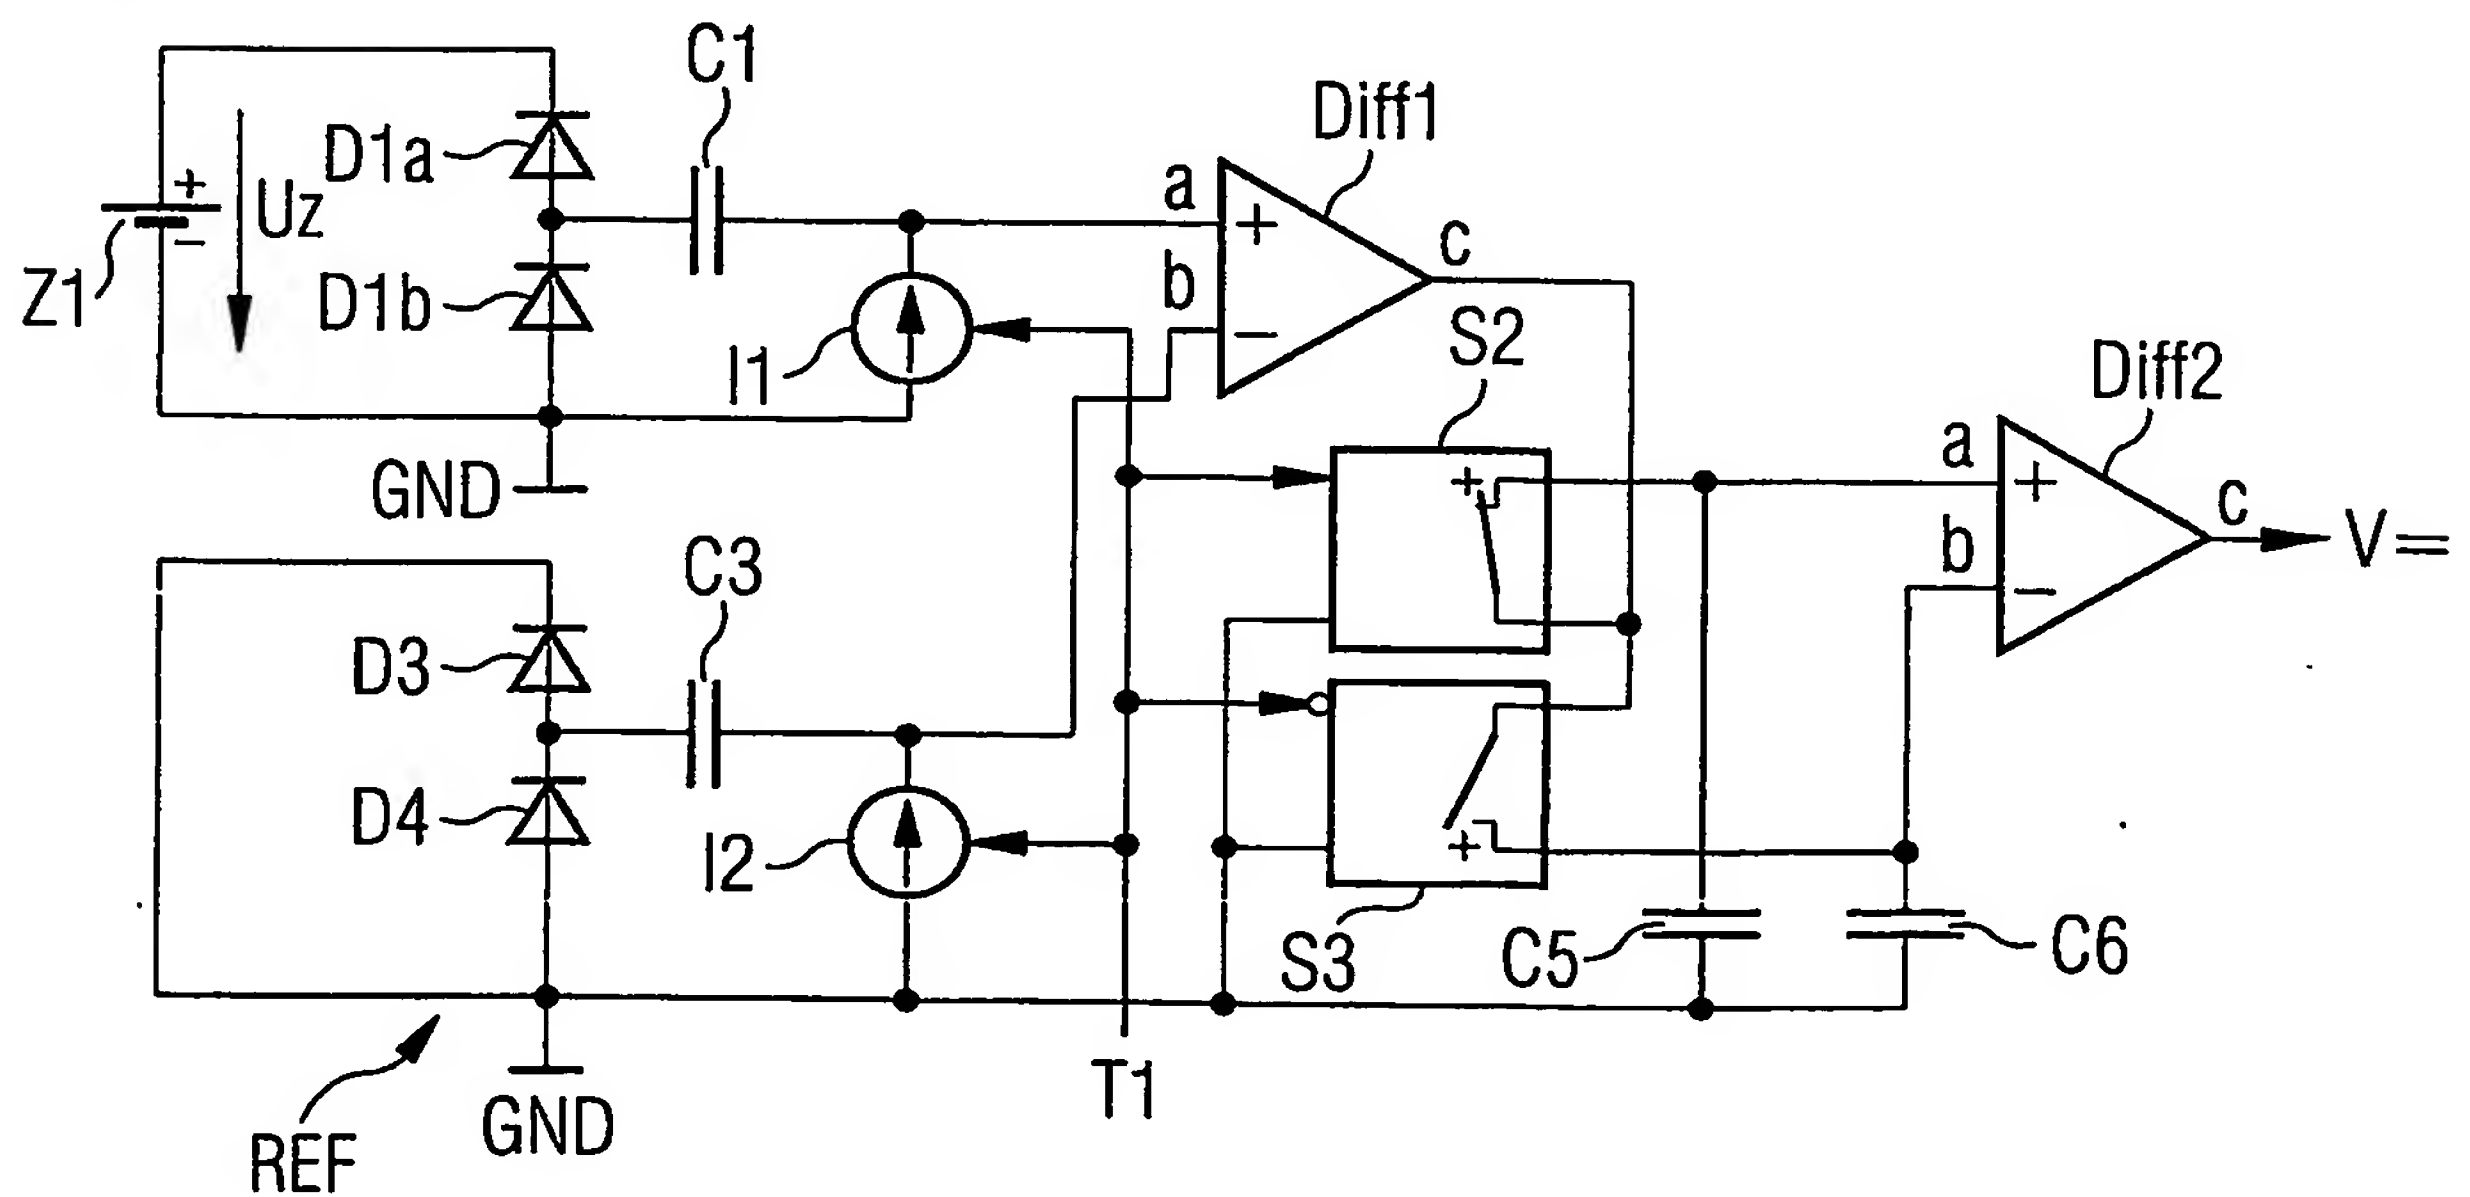 C1
Diff1
D1a
+
a
Uz
+
c
−
b
Z1
D1b
−
S2
I1
Diff2
a
+
+
GND
c
b
V=
C3
−
D3
D4
+
I2
S3
C5
C6
T1
GND
REF